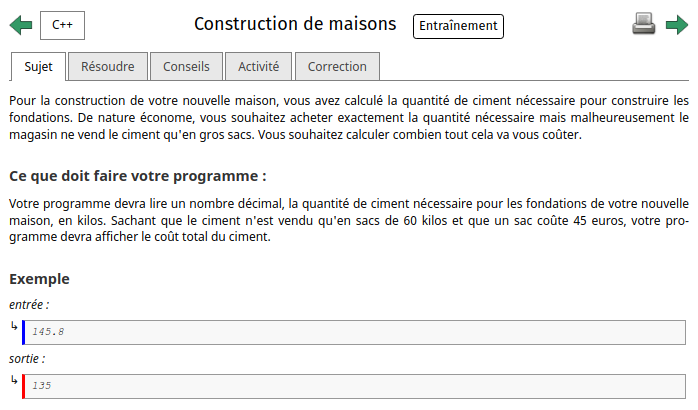 C++
Construction de maisons
Entraînement
Sujet
Résoudre
Conseils
Activité
Correction
Pour la construction de votre nouvelle maison, vous avez calculé la quantité de ciment nécessaire pour construire les
fondations. De nature économe, vous souhaitez acheter exactement la quantité nécessaire mais malheureusement le
magasin ne vend le ciment qu'en gros sacs. Vous souhaitez calculer combien tout cela va vous coûter.
Ce que doit faire votre programme :
Votre programme devra lire un nombre décimal, la quantité de ciment nécessaire pour les fondations de votre nouvelle
maison, en kilos. Sachant que le ciment n'est vendu qu'en sacs de 60 kilos et que un sac coûte 45 euros, votre pro-
gramme devra afficher le coût total du ciment.
Exemple
entrée :
↳ 145.8
sortie :
↳ 135